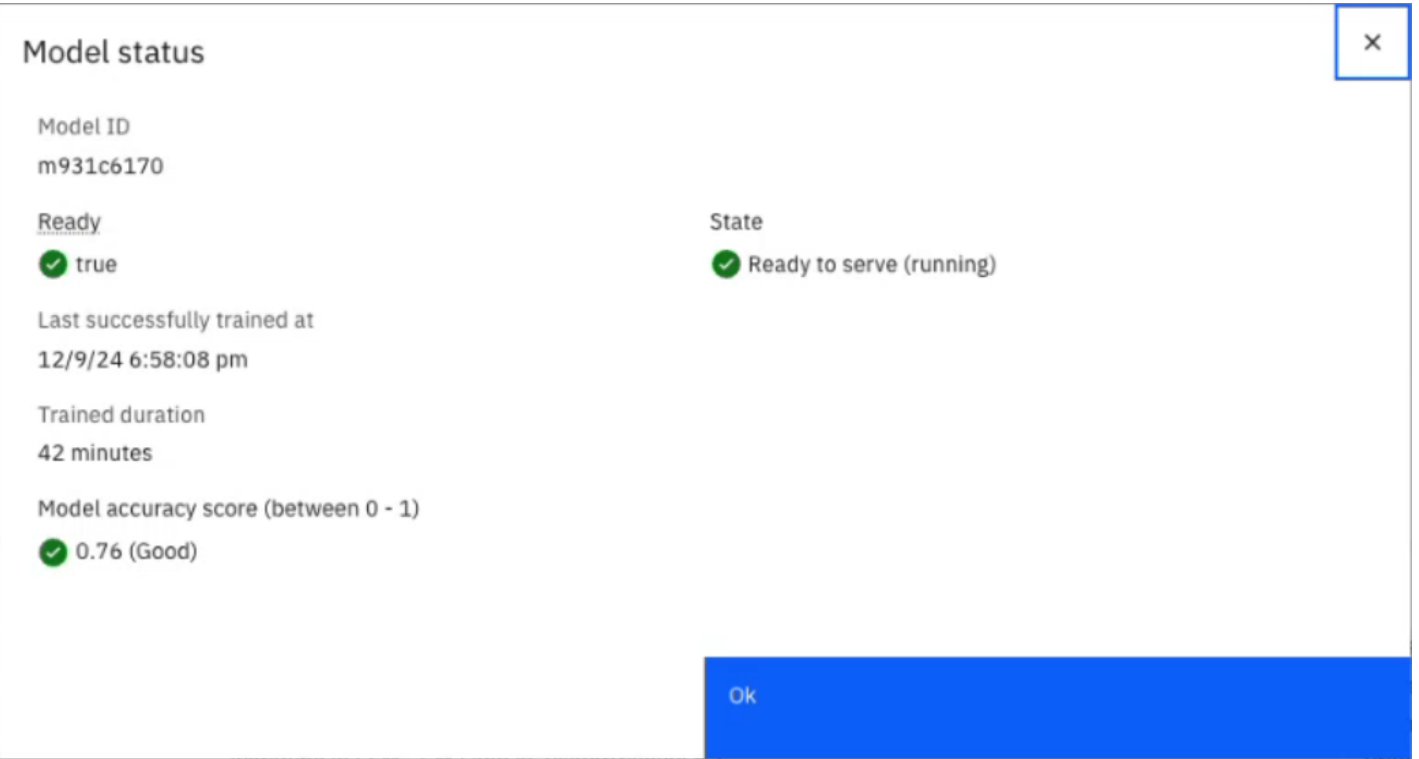 Model status
Model ID
m931c6170
Ready
true
State
Ready to serve (running)
Last successfully trained at
12/9/24 6:58:08 pm
Trained duration
42 minutes
Model accuracy score (between 0 - 1)
0.76 (Good)
Ok